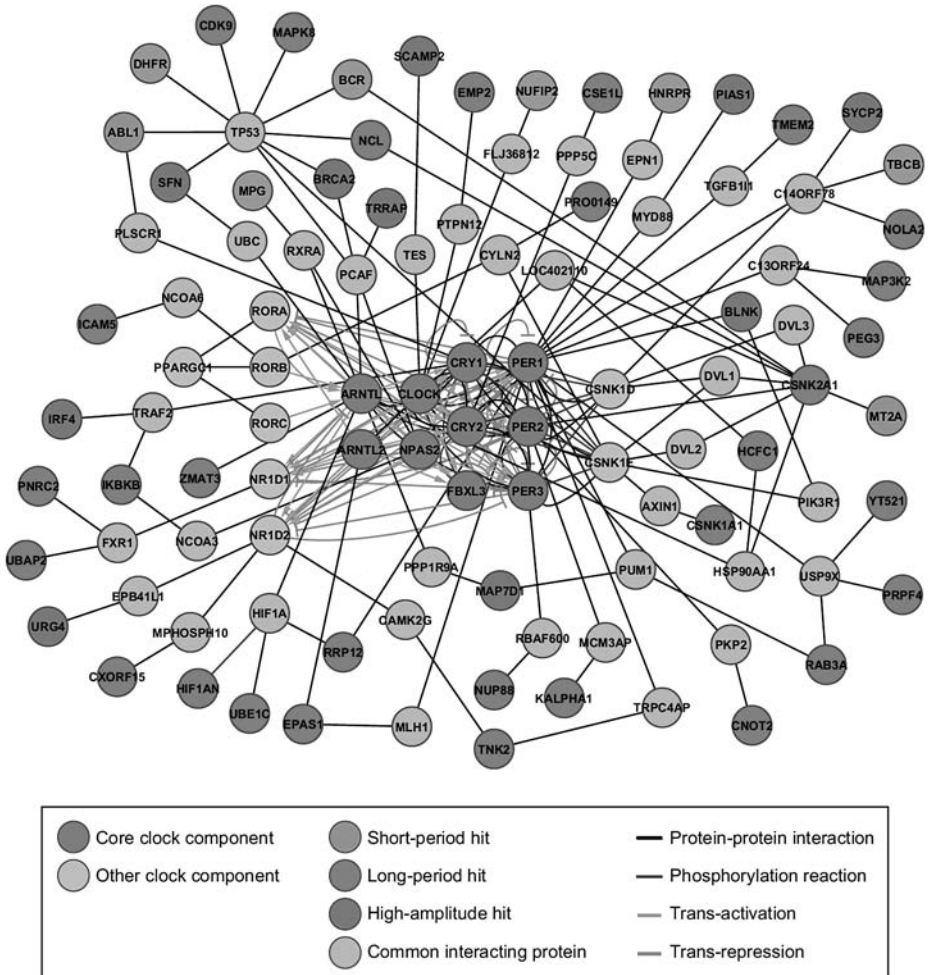 CDK9
MAPK8
SCAMP2
DHFR
BCR
EMP2
NUFIP2
CSE1L
HNRPR
PIAS1
SYCP2
TMEM2
ABL1
TP53
NCL
FLJ36812
PPP5C
EPN1
TBCB
SFN
MPG
BRCA2
TRRAP
PTPN12
PRO0149
MYD88
TGFB1I1
C14ORF78
NOLA2
PLSCR1
UBC
RXRA
PCAF
TES
CYLN2
LOC402110
C13ORF24
MAP3K2
NCOA6
ICAM5
RORA
BLNK
DVL3
PEG3
PPARGC1
RORB
CRY1
PER1
CSNK1D
DVL1
CSNK2A1
ARNTL
CLOCK
IRF4
TRAF2
RORC
CRY2
PER2
MT2A
ARNTL2
NPAS2
DVL2
HCFC1
PNRC2
IKBKB
ZMAT3
NR1D1
FBXL3
PER3
CSNK1E
AXIN1
PIK3R1
YT521
UBAP2
FXR1
NCOA3
NR1D2
CSNK1A1
EPB41L1
PPP1R9A
MAP7D1
PUM1
HSP90AA1
USP9X
PRPF4
URG4
MPHOSPH10
HIF1A
CAMK2G
RBAF600
MCM3AP
PKP2
RAB3A
CXORF15
HIF1AN
RRP12
NUP88
KALPHA1
UBE1C
EPAS1
MLH1
TRPC4AP
CNOT2
TNK2
Core clock component
Other clock component
Short-period hit
Long-period hit
High-amplitude hit
Common interacting protein
Protein-protein interaction
Phosphorylation reaction
Trans-activation
Trans-repression